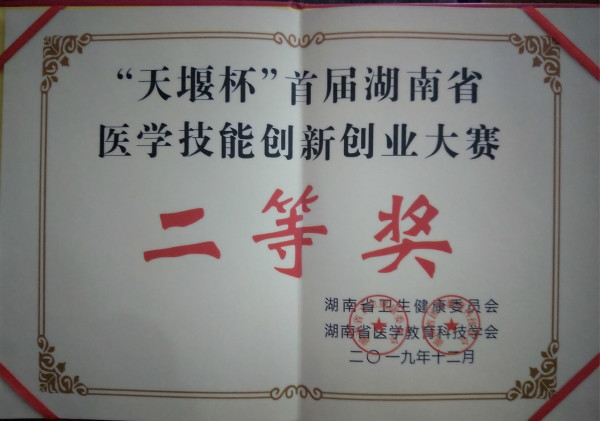 “天堰杯”首届湖南省
医学技能创新创业大赛
二等奖
湖南省卫生健康委员会
湖南省医学教育科技学会
二〇一九年十二月